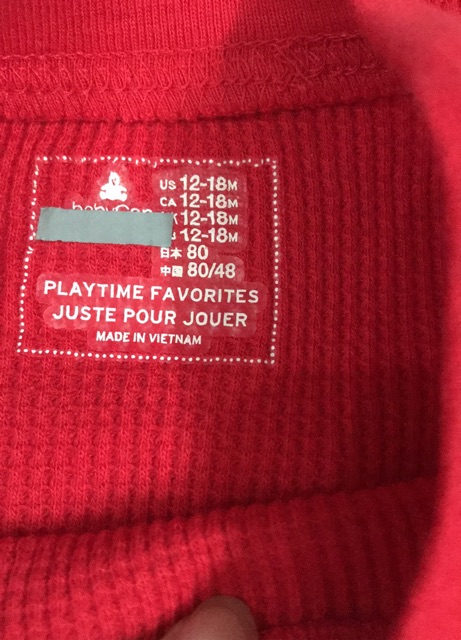 US 12-18M
CA 12-18M
12-18M
12-18M
日本 80
中国 80/48
PLAYTIME FAVORITES
JUSTE POUR JOUER
MADE IN VIETNAM